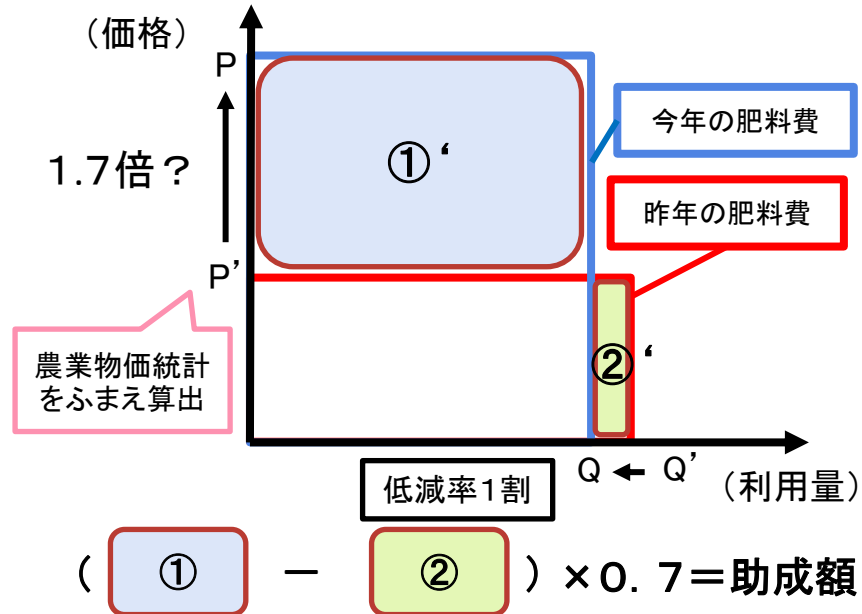 （価格）
P
今年の肥料費
①‘
1.7倍？
昨年の肥料費
P’
農業物価統計
をふまえ算出
②‘
Q ← Q’
（利用量）
低減率１割
（ ① － ② ）×０.７＝助成額